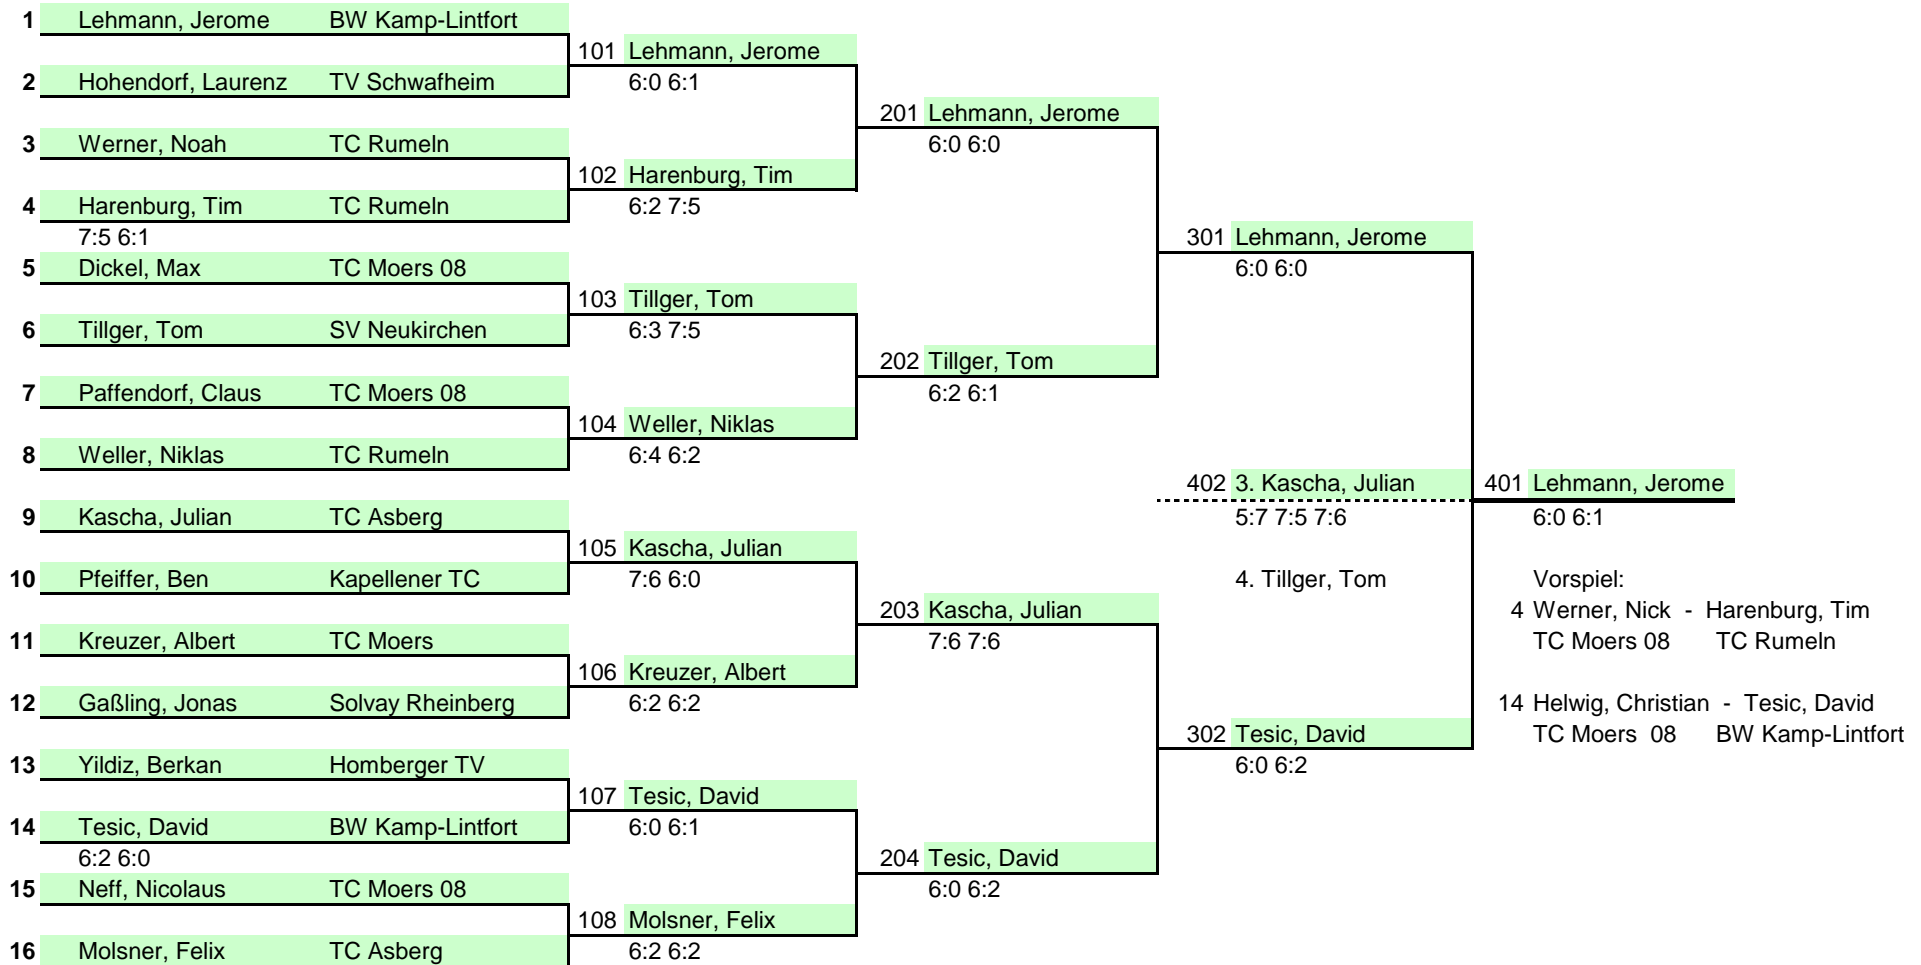 1 Lehmann, Jerome BW Kamp-Lintfort
101 Lehmann, Jerome
2 Hohendorf, Laurenz TV Schwafheim 6:0 6:1
201 Lehmann, Jerome
3 Werner, Noah TC Rumeln 6:0 6:0
102 Harenburg, Tim
4 Harenburg, Tim TC Rumeln 6:2 7:5
7:5 6:1 301 Lehmann, Jerome
5 Dickel, Max TC Moers 08 6:0 6:0
103 Tillger, Tom
6 Tillger, Tom SV Neukirchen 6:3 7:5
202 Tillger, Tom
7 Paffendorf, Claus TC Moers 08 6:2 6:1
104 Weller, Niklas
8 Weller, Niklas TC Rumeln 6:4 6:2
402 3. Kascha, Julian 401 Lehmann, Jerome
9 Kascha, Julian TC Asberg 5:7 7:5 7:6 6:0 6:1
105 Kascha, Julian
10 Pfeiffer, Ben Kapellener TC 7:6 6:0 4. Tillger, Tom Vorspiel:
203 Kascha, Julian 4 Werner, Nick - Harenburg, Tim
11 Kreuzer, Albert TC Moers 7:6 7:6 TC Moers 08 TC Rumeln
106 Kreuzer, Albert
12 Gaßling, Jonas Solvay Rheinberg 6:2 6:2 14 Helwig, Christian - Tesic, David
302 Tesic, David TC Moers 08 BW Kamp-Lintfort
13 Yildiz, Berkan Homberger TV 6:0 6:2
107 Tesic, David
14 Tesic, David BW Kamp-Lintfort 6:0 6:1
6:2 6:0 204 Tesic, David
15 Neff, Nicolaus TC Moers 08 6:0 6:2
108 Molsner, Felix
16 Molsner, Felix TC Asberg 6:2 6:2